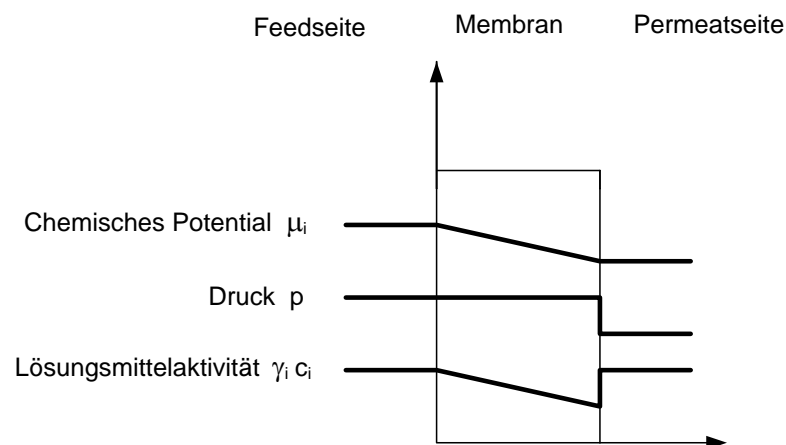 Feedseite Membran Permeatseite
Chemisches Potential μi
Druck p
Lösungsmittelaktivität γi ci